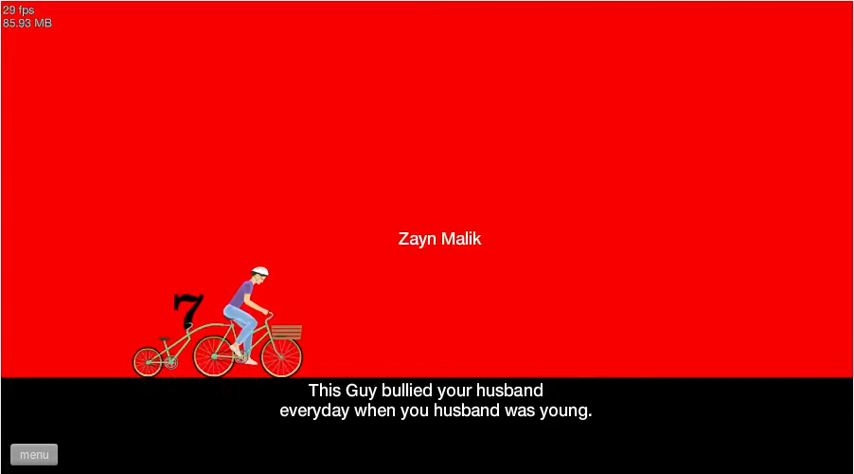 29 fps
85.93 MB
Zayn Malik
7
This Guy bullied your husband
everyday when you husband was young.
menu